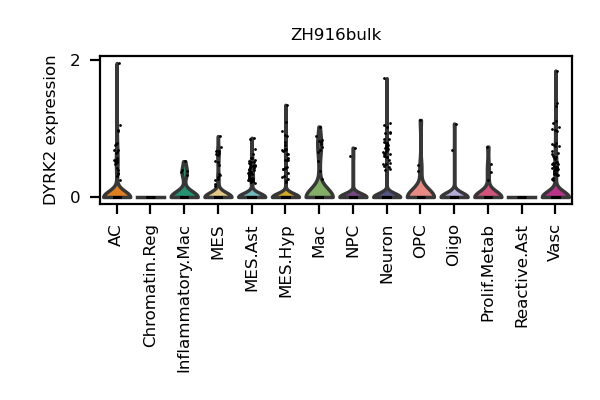 ZH916bulk
DYRK2 expression
2
0
AC
Chromatin.Reg
Inflammatory.Mac
MES
MES.Ast
MES.Hyp
Mac
NPC
Neuron
OPC
Oligo
Prolif.Metab
Reactive.Ast
Vasc